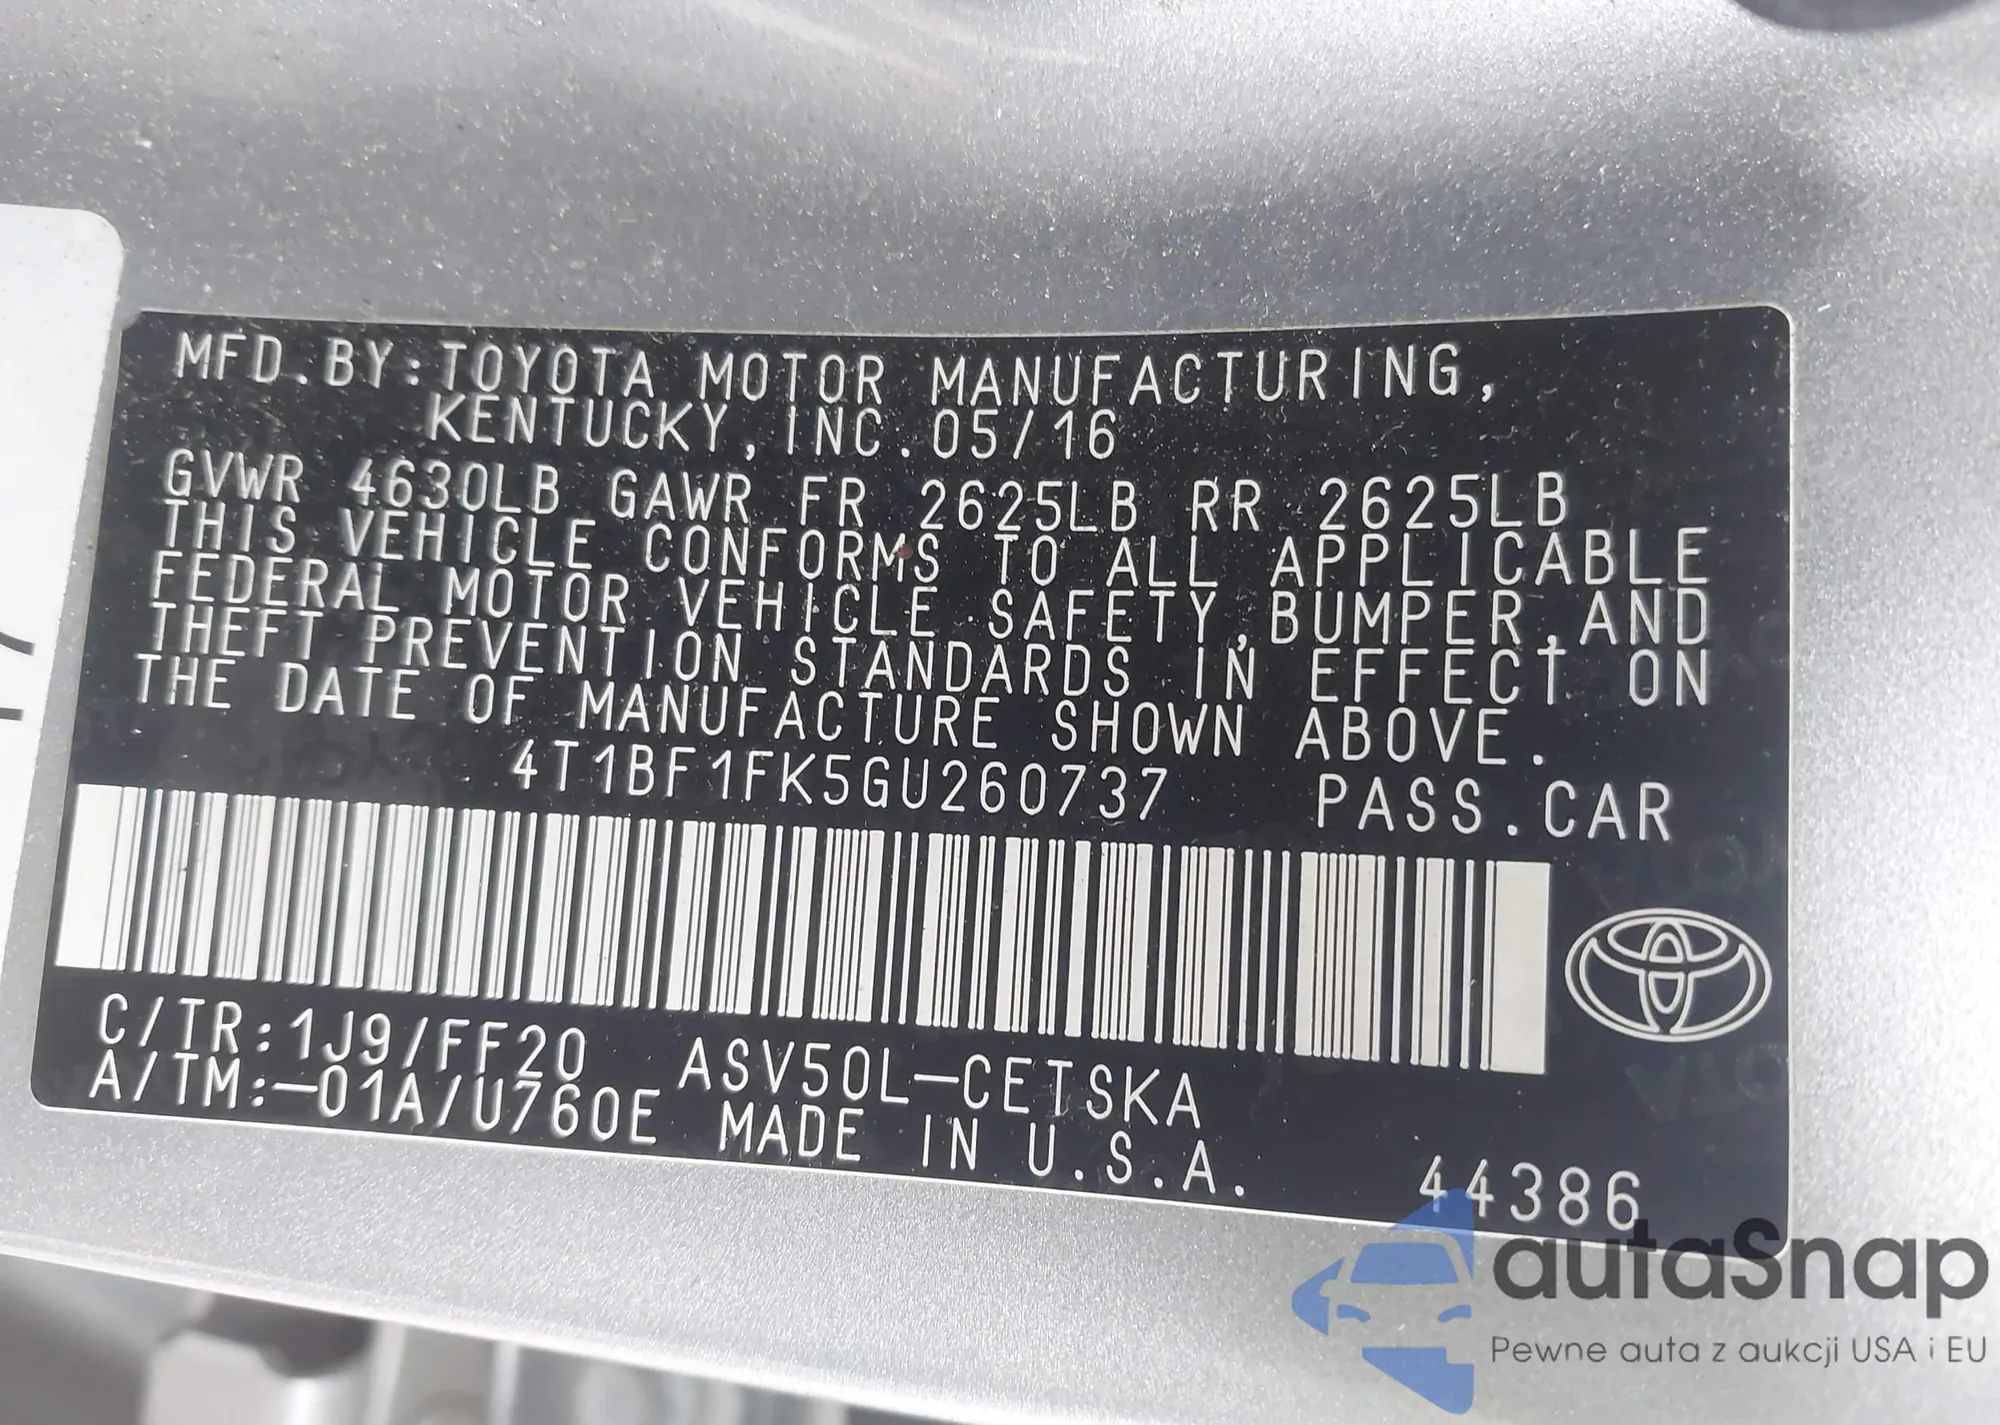 MFD.BY:TOYOTA MOTOR MANUFACTURING,
KENTUCKY, INC.05/16
GVWR 4630LB GAWR FR 2625LB RR 2625LB
THIS VEHICLE CONFORMS TO ALL APPLICABLE
FEDERAL MOTOR VEHICLE SAFETY,BUMPER,AND
THEFT PREVENTION STANDARDS IN EFFECT ON
THE DATE OF MANUFACTURE SHOWN ABOVE.
4T1BF1FK5GU260737 PASS.CAR
C/TR:1J9/FF20 ASV50L-CETSKA
A/TM:-01A/U760E MADE IN U.S.A.
44386
autaSnap
Pewne auta z aukcji USA i EU